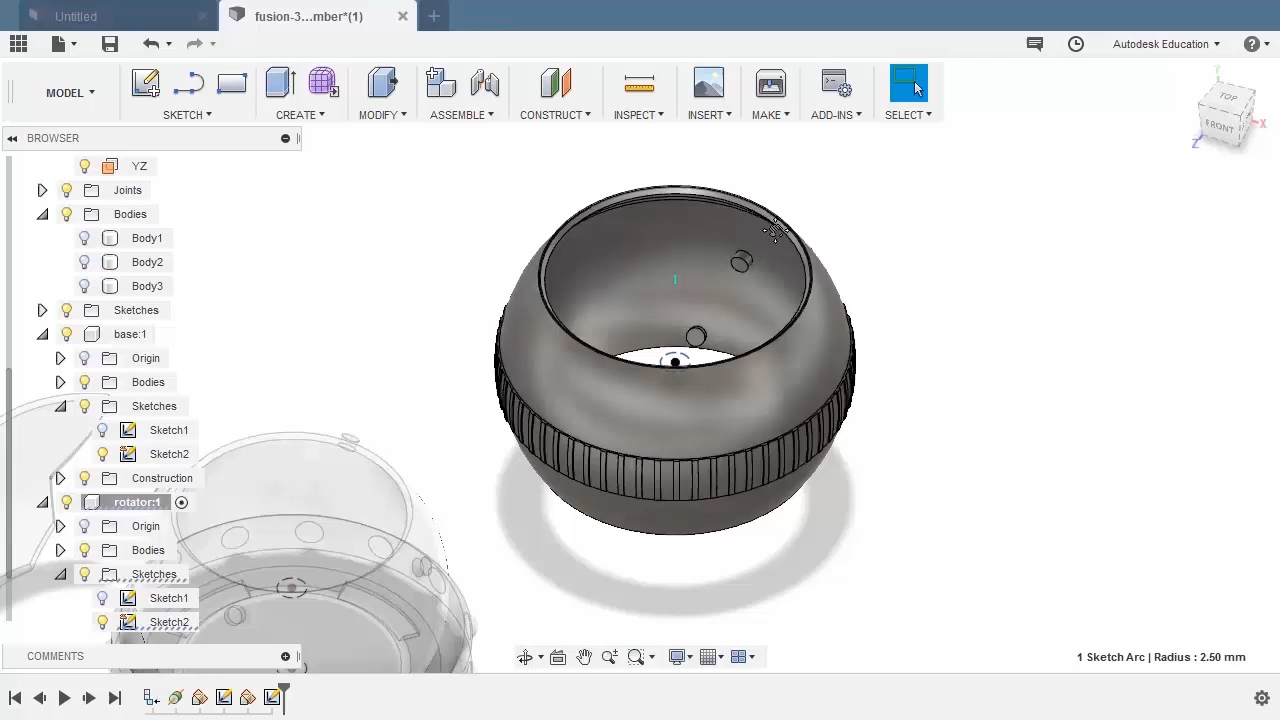 Untitled
fusion-3...mber*(1)
Autodesk Education
MODEL
SKETCH
CREATE
MODIFY
ASSEMBLE
CONSTRUCT
INSPECT
INSERT
MAKE
ADD-INS
SELECT
BROWSER
TOP
FRONT
X
Y
Z
YZ
Joints
Bodies
Body1
Body2
Body3
Sketches
base:1
Origin
Bodies
Sketches
Sketch1
Sketch2
Construction
rotator:1
Origin
Bodies
Sketches
Sketch1
Sketch2
COMMENTS
1 Sketch Arc | Radius : 2.50 mm